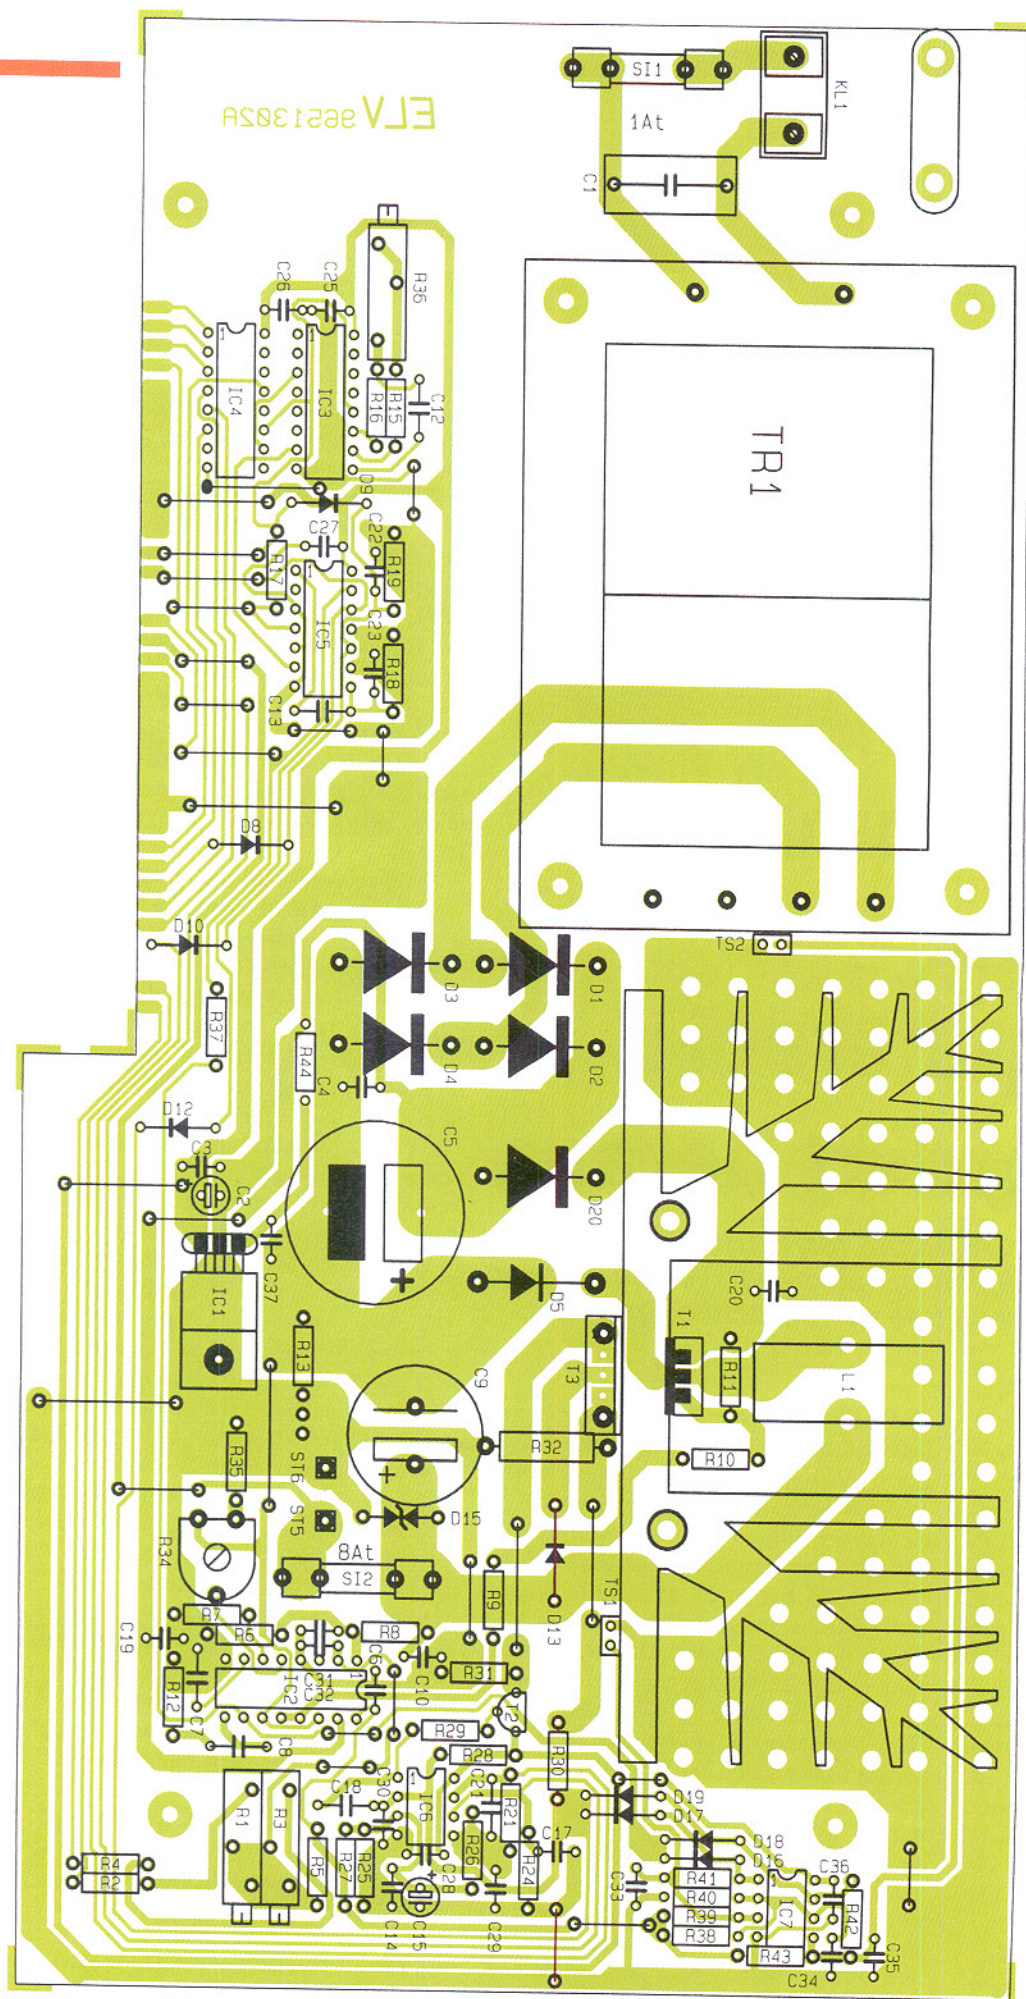 SI1
KL1
ELV 9651302A
1At
C1
R36
C26
C25
IC4
IC3
R16
R15
C12
TR1
D9
C27
C22
R17
R19
IC5
C23
R18
C13
D8
D10
TS2
D3
D1
R37
R44
D4
D2
C4
D12
C5
C3
C2
D20
C37
IC1
D5
C20
T1
R13
C9
T3
R11
L1
R35
ST6
R32
R10
ST5
D15
R34
8At
SI2
R9
D13
TS1
R7
R6
R8
C19
C6
C10
R31
R12
IC2
C31
C32
1
C7
T2
R29
C8
R28
R30
R1
R3
C18
C30
1
IC6
C21
R21
D19
D17
D18
D16
R5
R27
R25
R26
C17
R24
R4
R2
C28
C14
C15
C29
C33
R41
R40
R39
R38
1
IC7
C36
R42
R43
C34
C35